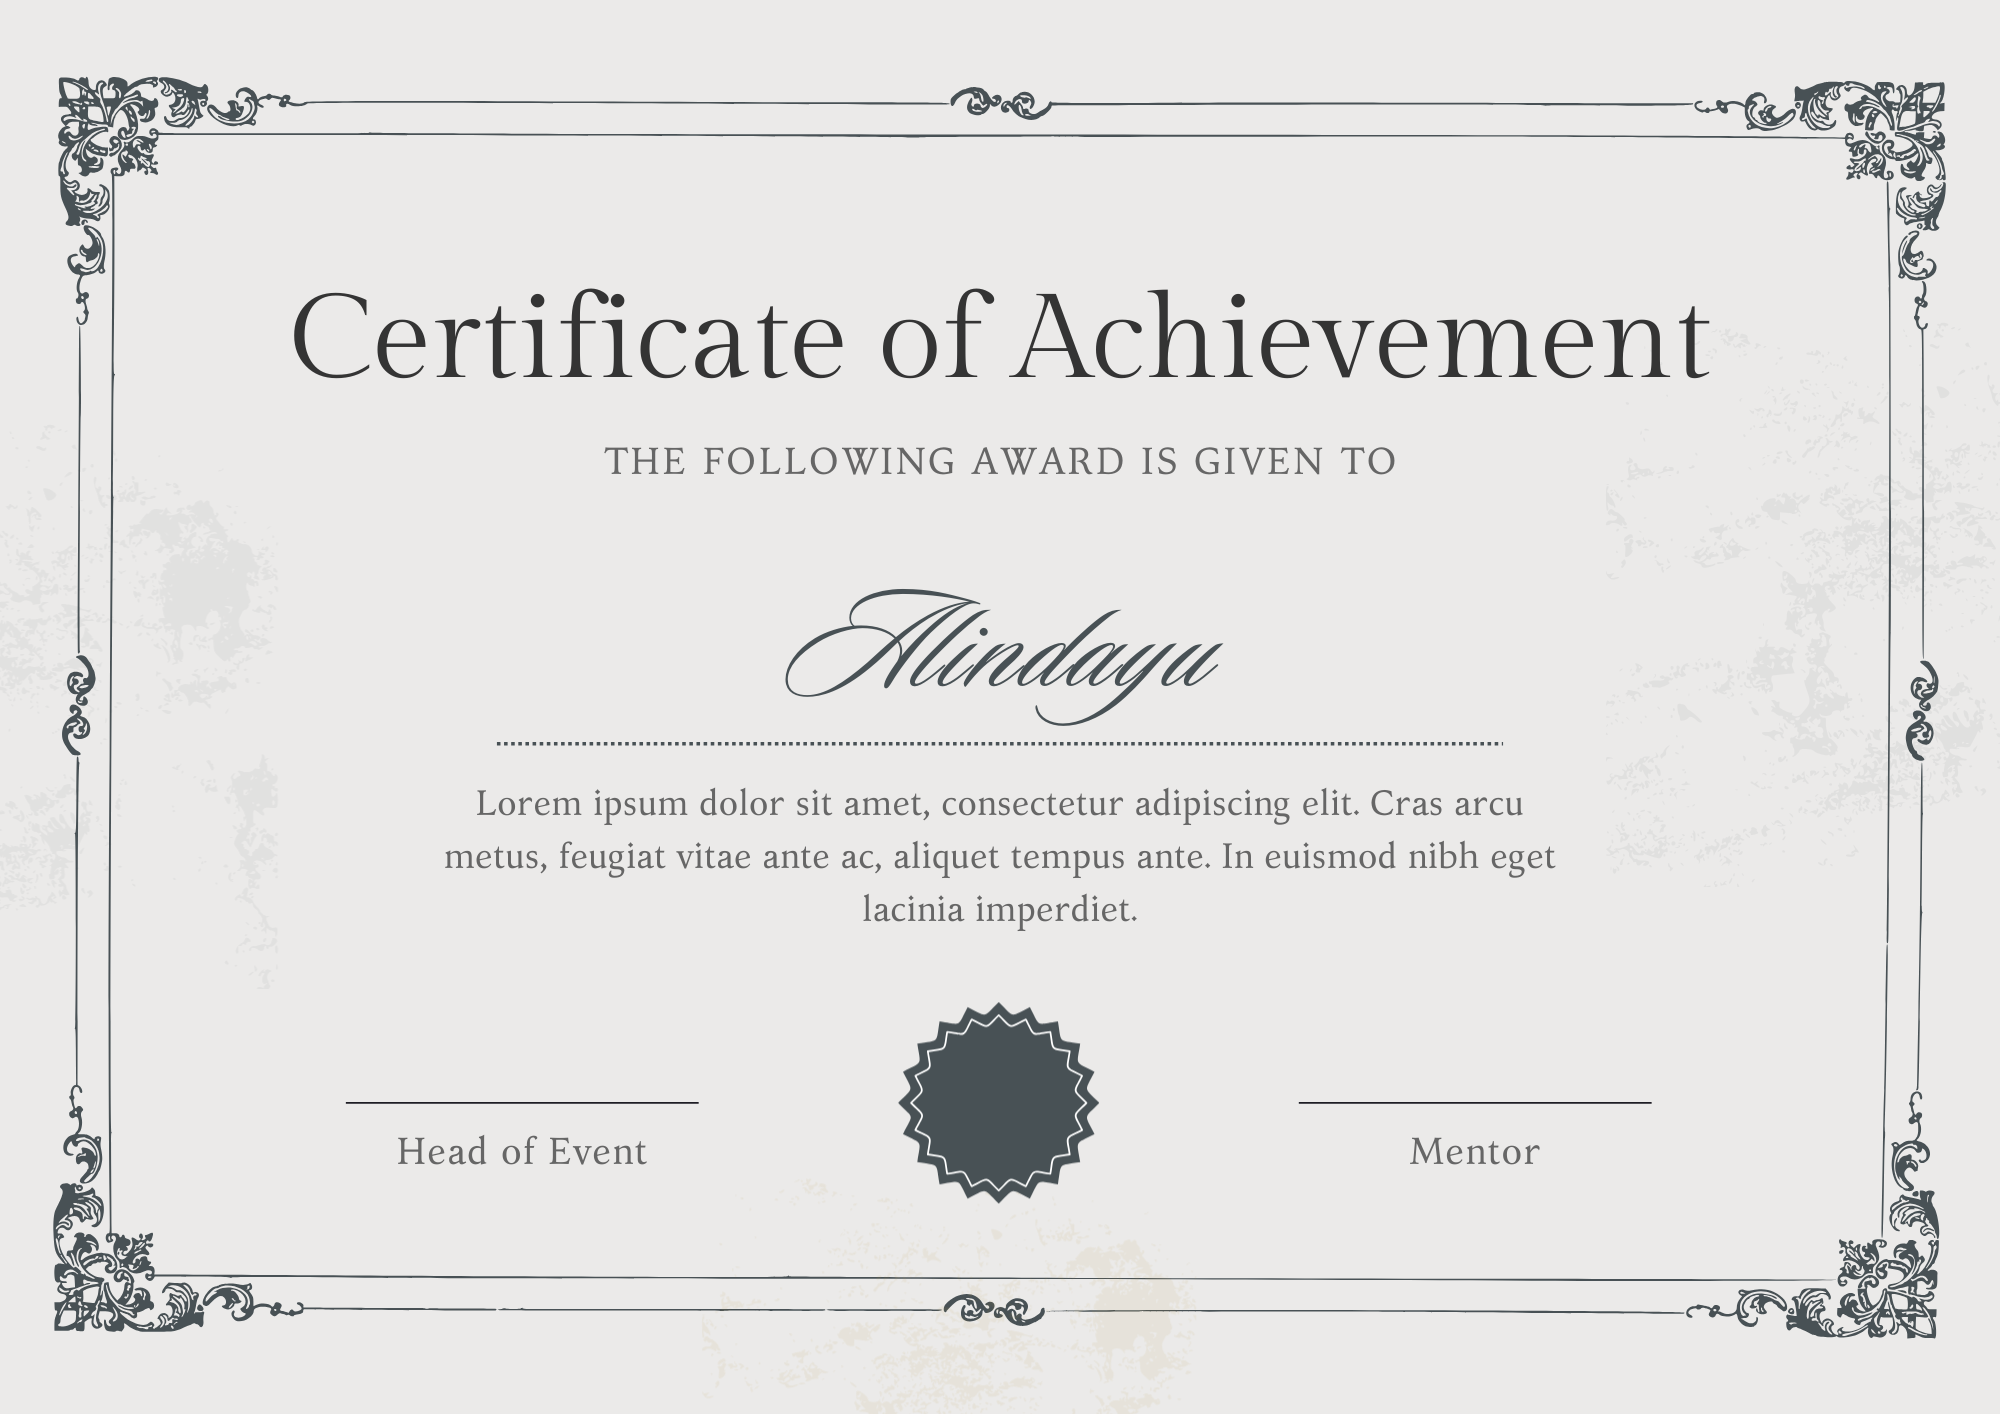 Certificate of Achievement
THE FOLLOWING AWARD IS GIVEN TO
Alindayu
Lorem ipsum dolor sit amet, consectetur adipiscing elit. Cras arcu
metus, feugiat vitae ante ac, aliquet tempus ante. In euismod nibh eget
lacinia imperdiet.
Head of Event
Mentor